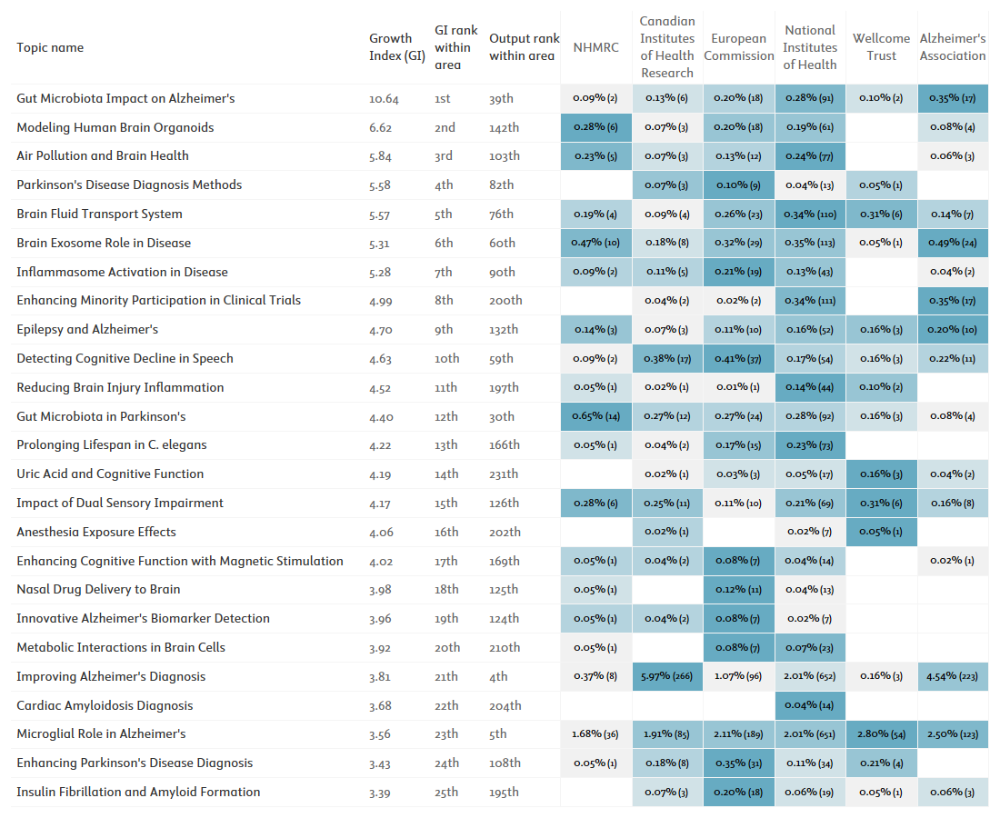 Topic name Growth Index (GI) GI rank within area Output rank within area NHMRC Canadian Institutes of Health Research European Commission National Institutes of Health Wellcome Trust Alzheimer's Association
Gut Microbiota Impact on Alzheimer's 10.64 1st 39th 0.09% (2) 0.13% (6) 0.20% (18) 0.28% (91) 0.10% (2) 0.35% (17)
Modeling Human Brain Organoids 6.62 2nd 142th 0.28% (6) 0.07% (3) 0.20% (18) 0.19% (61) 0.08% (4)
Air Pollution and Brain Health 5.84 3rd 103th 0.23% (5) 0.07% (3) 0.13% (12) 0.24% (77) 0.06% (3)
Parkinson's Disease Diagnosis Methods 5.58 4th 82th 0.07% (3) 0.10% (9) 0.04% (13) 0.05% (1)
Brain Fluid Transport System 5.57 5th 76th 0.19% (4) 0.09% (4) 0.26% (23) 0.34% (110) 0.31% (6) 0.14% (7)
Brain Exosome Role in Disease 5.31 6th 60th 0.47% (10) 0.18% (8) 0.32% (29) 0.35% (113) 0.05% (1) 0.49% (24)
Inflammasome Activation in Disease 5.28 7th 90th 0.09% (2) 0.11% (5) 0.21% (19) 0.13% (43) 0.04% (2)
Enhancing Minority Participation in Clinical Trials 4.99 8th 200th 0.04% (2) 0.02% (2) 0.34% (111) 0.35% (17)
Epilepsy and Alzheimer's 4.70 9th 132th 0.14% (3) 0.07% (3) 0.11% (10) 0.16% (52) 0.16% (3) 0.20% (10)
Detecting Cognitive Decline in Speech 4.63 10th 59th 0.09% (2) 0.38% (17) 0.41% (37) 0.17% (54) 0.16% (3) 0.22% (11)
Reducing Brain Injury Inflammation 4.52 11th 197th 0.05% (1) 0.02% (1) 0.01% (1) 0.14% (44) 0.10% (2)
Gut Microbiota in Parkinson's 4.40 12th 30th 0.65% (14) 0.27% (12) 0.27% (24) 0.28% (92) 0.16% (3) 0.08% (4)
Prolonging Lifespan in C. elegans 4.22 13th 166th 0.05% (1) 0.04% (2) 0.17% (15) 0.23% (73)
Uric Acid and Cognitive Function 4.19 14th 231th 0.02% (1) 0.03% (3) 0.05% (17) 0.16% (3) 0.04% (2)
Impact of Dual Sensory Impairment 4.17 15th 126th 0.28% (6) 0.25% (11) 0.11% (10) 0.21% (69) 0.31% (6) 0.16% (8)
Anesthesia Exposure Effects 4.06 16th 202th 0.02% (1) 0.02% (7) 0.05% (1)
Enhancing Cognitive Function with Magnetic Stimulation 4.02 17th 169th 0.05% (1) 0.04% (2) 0.08% (7) 0.04% (14) 0.02% (1)
Nasal Drug Delivery to Brain 3.98 18th 125th 0.05% (1) 0.12% (11) 0.04% (13)
Innovative Alzheimer's Biomarker Detection 3.96 19th 124th 0.05% (1) 0.04% (2) 0.08% (7) 0.02% (7)
Metabolic Interactions in Brain Cells 3.92 20th 210th 0.05% (1) 0.08% (7) 0.07% (23)
Improving Alzheimer's Diagnosis 3.81 21th 4th 0.37% (8) 5.97% (266) 1.07% (96) 2.01% (652) 0.16% (3) 4.54% (223)
Cardiac Amyloidosis Diagnosis 3.68 22th 204th 0.04% (14)
Microglial Role in Alzheimer's 3.56 23th 5th 1.68% (36) 1.91% (85) 2.11% (189) 2.01% (651) 2.80% (54) 2.50% (123)
Enhancing Parkinson's Disease Diagnosis 3.43 24th 108th 0.05% (1) 0.18% (8) 0.35% (31) 0.11% (34) 0.21% (4)
Insulin Fibrillation and Amyloid Formation 3.39 25th 195th 0.07% (3) 0.20% (18) 0.06% (19) 0.05% (1) 0.06% (3)